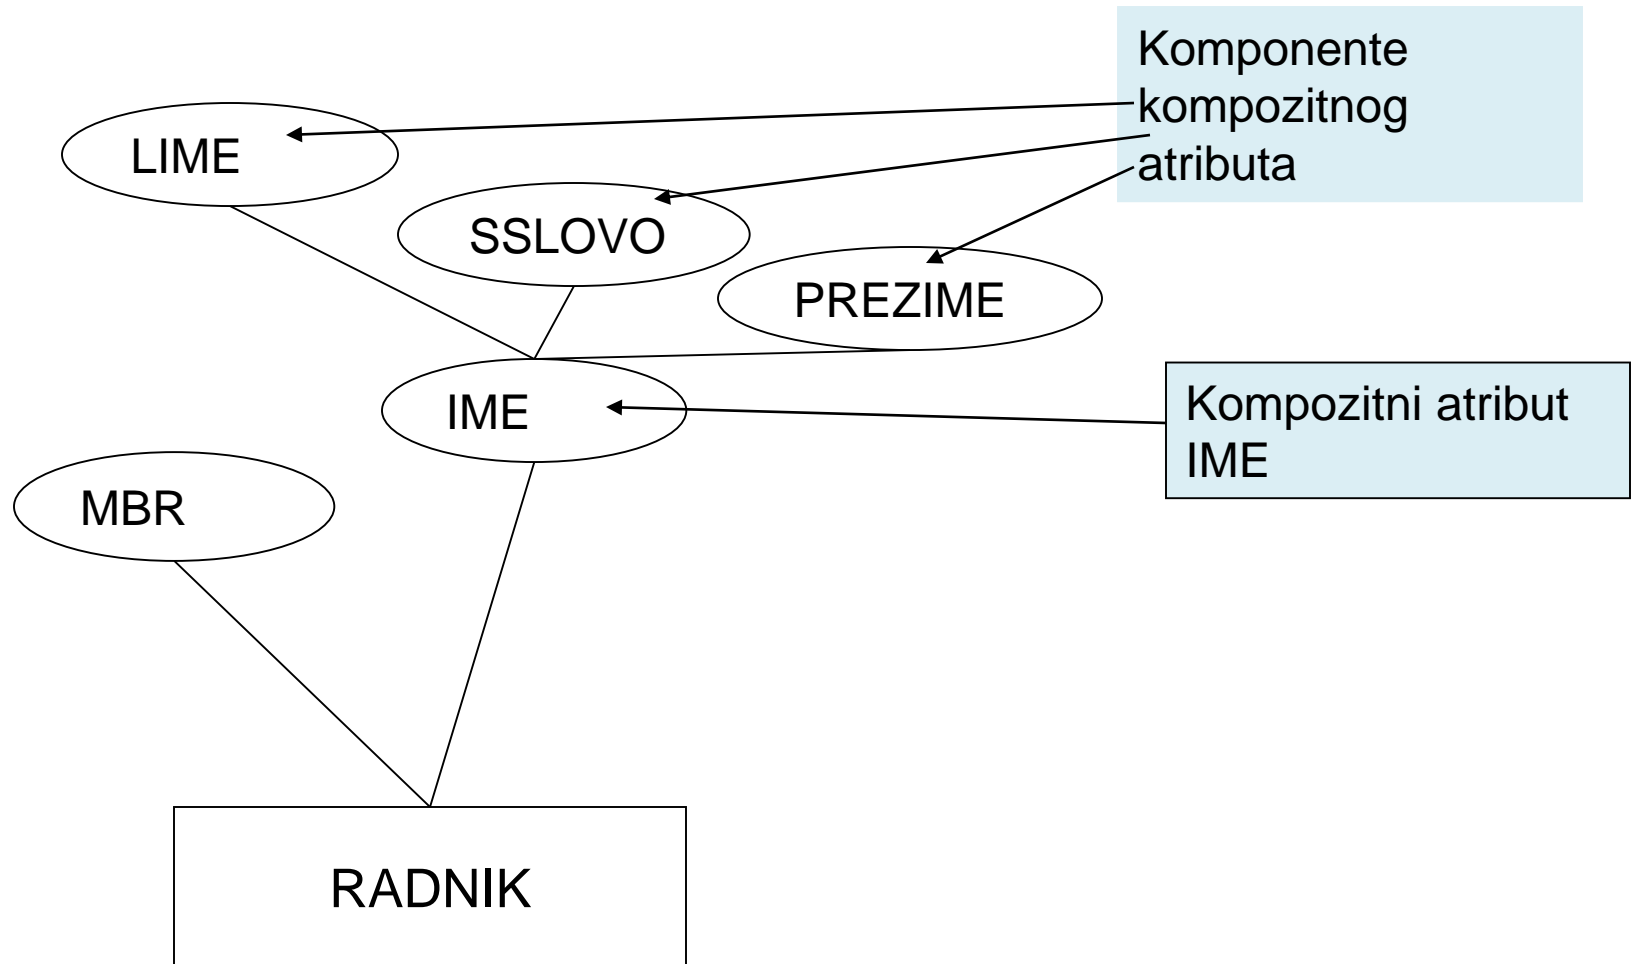 Komponente
kompozitnog
atributa
LIME
SSLOVO
PREZIME
IME
Kompozitni atribut
IME
MBR
RADNIK